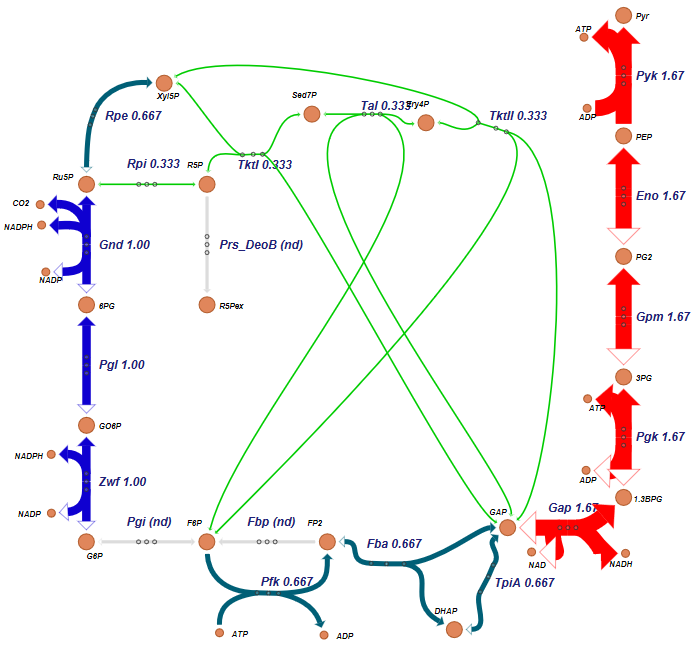 Pyr
ATP
Pyk 1.67
ADP
PEP
Xyl5P
Sed7P
Rpe 0.667
Tal 0.333
Ery4P
TktII 0.333
Rpi 0.333
R5P
TktI 0.333
Ru5P
Eno 1.67
CO2
NADPH
Gnd 1.00
Prs_DeoB (nd)
PG2
NADP
6PG
R5Pex
Gpm 1.67
Pgl 1.00
3PG
ATP
GO6P
Pgk 1.67
NADPH
ADP
Zwf 1.00
1.3BPG
NADP
Pgi (nd)
F6P
Fbp (nd)
FP2
GAP
Gap 1.67
G6P
Fba 0.667
NAD
NADH
Pfk 0.667
TpiA 0.667
DHAP
ATP
ADP